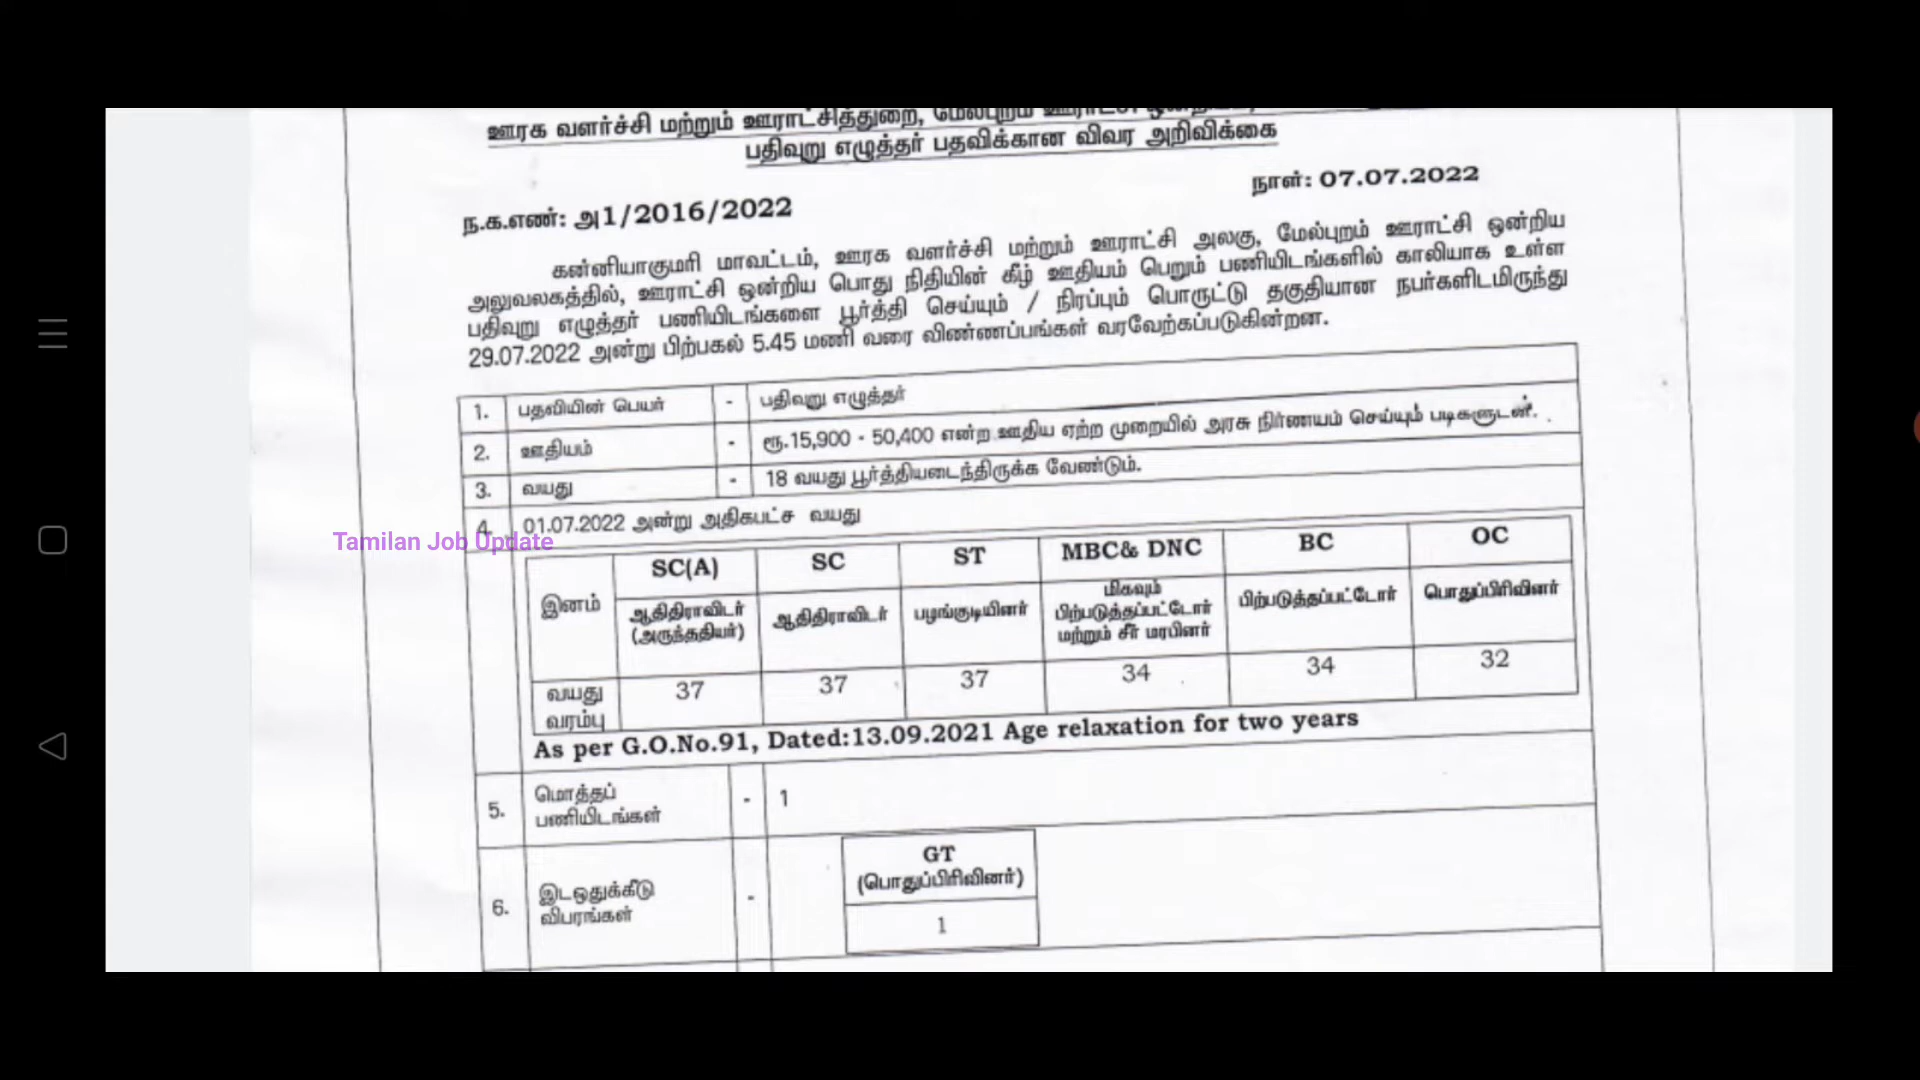 ஊரக வளர்ச்சி மற்றும் ஊராட்சித்துறை, மேல்புறம் ஊராட்சி
பதிவுறு எழுத்தர் பதவிக்கான விவர அறிவிக்கை
நாள்: 07.07.2022
ந.க.எண்: அ1/2016/2022
கன்னியாகுமரி மாவட்டம், ஊரக வளர்ச்சி மற்றும் ஊராட்சி அலகு, மேல்புறம் ஊராட்சி ஒன்றிய
அலுவலகத்தில், ஊராட்சி ஒன்றிய பொது நிதியின் கீழ் ஊதியம் பெறும் பணியிடங்களில் காலியாக உள்ள
பதிவுறு எழுத்தர் பணியிடங்களை பூர்த்தி செய்யும் / நிரப்பும் பொருட்டு தகுதியான நபர்களிடமிருந்து
29.07.2022 அன்று பிற்பகல் 5.45 மணி வரை விண்ணப்பங்கள் வரவேற்கப்படுகின்றன.
1. பதவியின் பெயர் - பதிவுறு எழுத்தர்
2. ஊதியம் - ரூ.15,900 - 50,400 என்ற ஊதிய ஏற்ற முறையில் அரசு நிர்ணயம் செய்யும் படிகளுடன்.
3. வயது - 18 வயது பூர்த்தியடைந்திருக்க வேண்டும்.
4. 01.07.2022 அன்று அதிகபட்ச வயது
Tamilan Job Update
இனம் SC(A) SC ST MBC& DNC BC OC
ஆதிதிராவிடர் (அருந்ததியர்) ஆதிதிராவிடர் பழங்குடியினர் மிகவும் பிற்படுத்தப்பட்டோர் மற்றும் சீர் மரபினர் பிற்படுத்தப்பட்டோர் பொதுப்பிரிவினர்
வயது வரம்பு 37 37 37 34 34 32
As per G.O.No.91, Dated:13.09.2021 Age relaxation for two years
5. மொத்தப் பணியிடங்கள் - 1
6. இடஒதுக்கீடு விபரங்கள் -
GT
(பொதுப்பிரிவினர்)
1